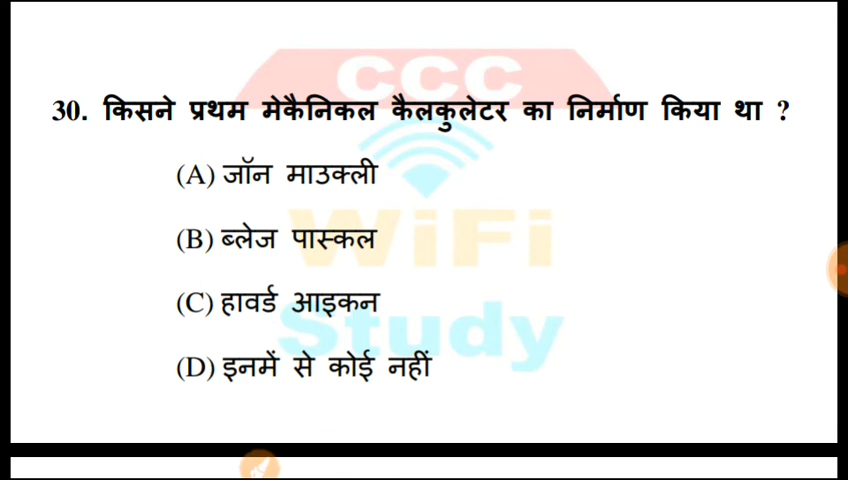 CCC
30. किसने प्रथम मेकैनिकल कैलकुलेटर का निर्माण किया था ?
(A) जॉन माउक्ली
(B) ब्लेज पास्कल
WiFi
(C) हावर्ड आइकन
Study
(D) इनमें से कोई नहीं